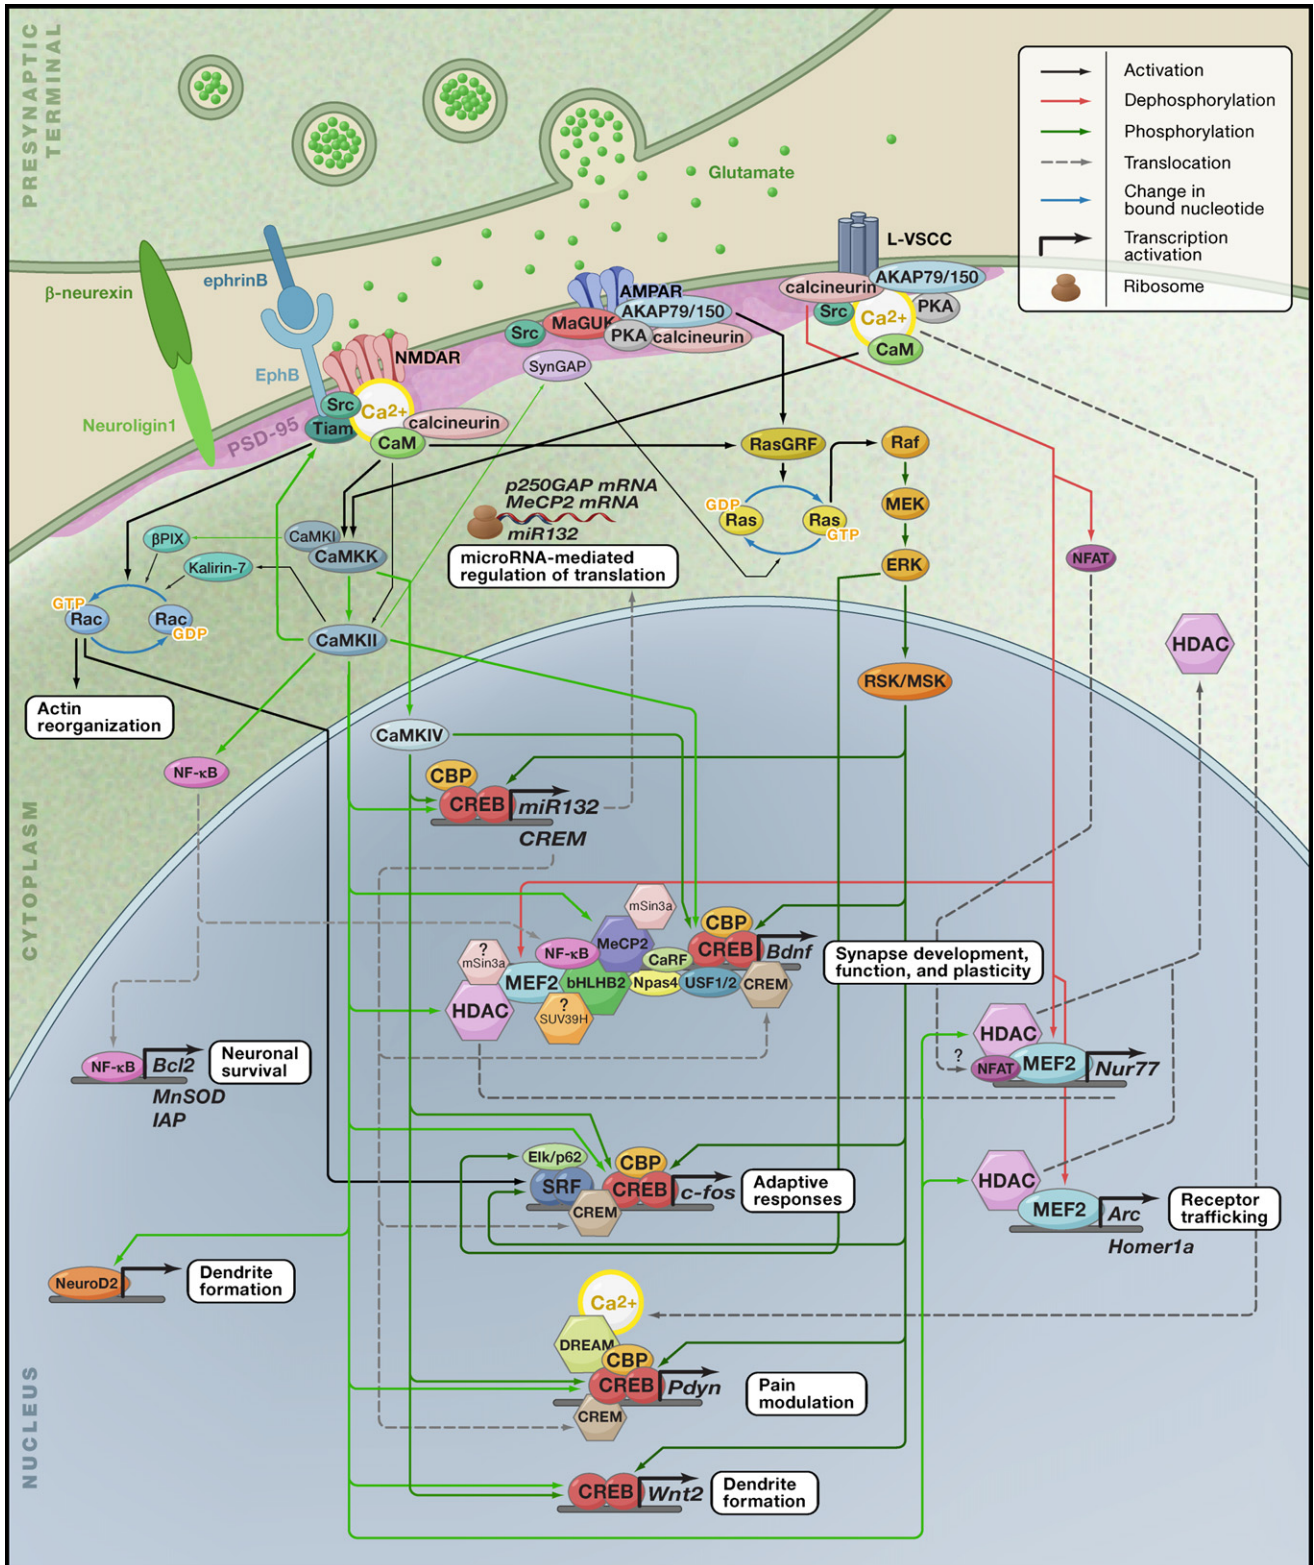 PRESYNAPTIC
TERMINAL
Activation
Dephosphorylation
Phosphorylation
Translocation
Change in
bound nucleotide
Transcription
activation
Ribosome
Glutamate
L-VSCC
ephrinB
β-neurexin
calcineurin
AKAP79/150
Src
Ca2+
PKA
CaM
AMPAR
AKAP79/150
MaGUK
Src
PKA
calcineurin
NMDAR
SynGAP
EphB
Src
Ca2+
calcineurin
Tiam
CaM
Neuroligin1
PSD-95
RasGRF
Raf
p250GAP mRNA
MeCP2 mRNA
miR132
microRNA-mediated
regulation of translation
GDP
Ras
Ras
GTP
MEK
ERK
NFAT
βPIX
CaMKI
CaMKK
Kalirin-7
GTP
Rac
Rac
GDP
CaMKII
HDAC
Actin
reorganization
RSK/MSK
CaMKIV
NF-κB
CBP
CREB
miR132
CREM
CYTOPLASM
mSin3a
CBP
MeCP2
CREB
Bdnf
?
mSin3a
NF-κB
CaRF
Synapse development,
function, and plasticity
MEF2
bHLHB2
Npas4
USF1/2
CREM
HDAC
?
SUV39H
HDAC
?
NFAT
MEF2
Nur77
NF-κB
Bcl2
MnSOD
IAP
Neuronal
survival
Elk/p62
CBP
SRF
CREB
c-fos
CREM
Adaptive
responses
HDAC
MEF2
Arc
Homer1a
Receptor
trafficking
NeuroD2
Dendrite
formation
Ca2+
DREAM
CBP
CREB
Pdyn
CREM
Pain
modulation
NUCLEUS
CREB
Wnt2
Dendrite
formation